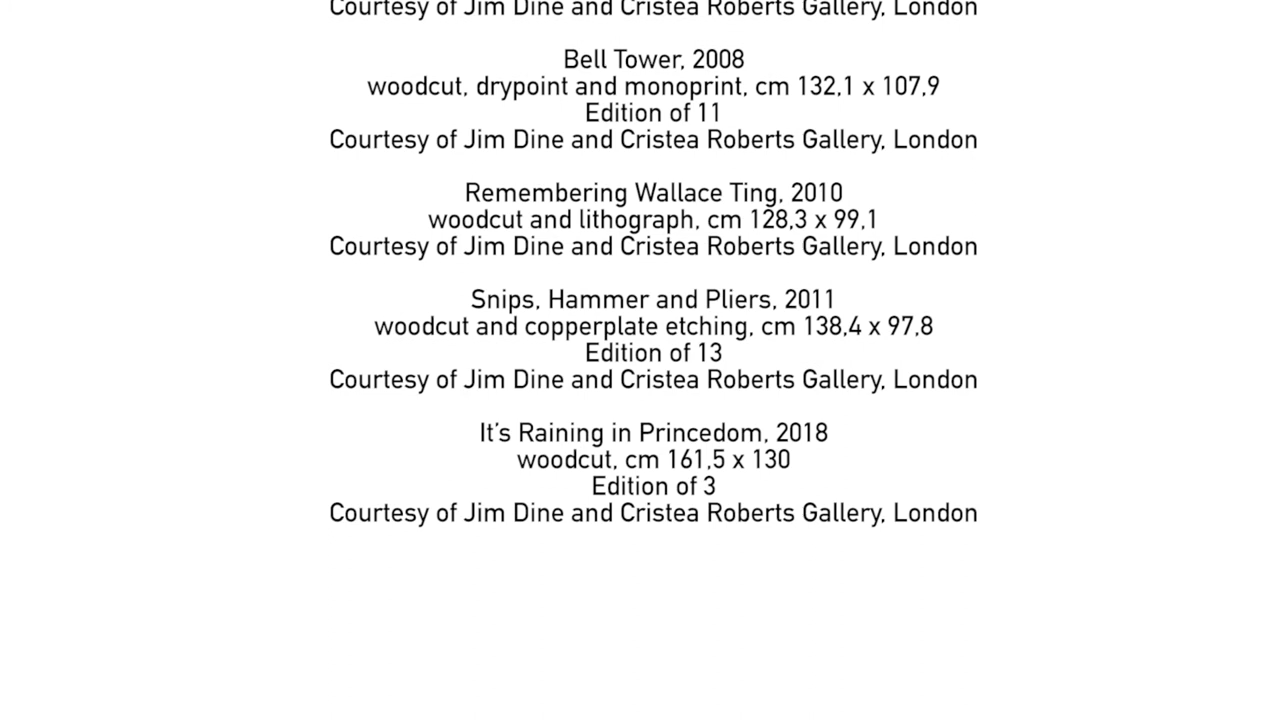 Courtesy of Jim Dine and Cristea Roberts Gallery, London
Bell Tower, 2008
woodcut, drypoint and monoprint, cm 132,1 x 107,9
Edition of 11
Courtesy of Jim Dine and Cristea Roberts Gallery, London
Remembering Wallace Ting, 2010
woodcut and lithograph, cm 128,3 x 99,1
Courtesy of Jim Dine and Cristea Roberts Gallery, London
Snips, Hammer and Pliers, 2011
woodcut and copperplate etching, cm 138,4 x 97,8
Edition of 13
Courtesy of Jim Dine and Cristea Roberts Gallery, London
It’s Raining in Princedom, 2018
woodcut, cm 161,5 x 130
Edition of 3
Courtesy of Jim Dine and Cristea Roberts Gallery, London